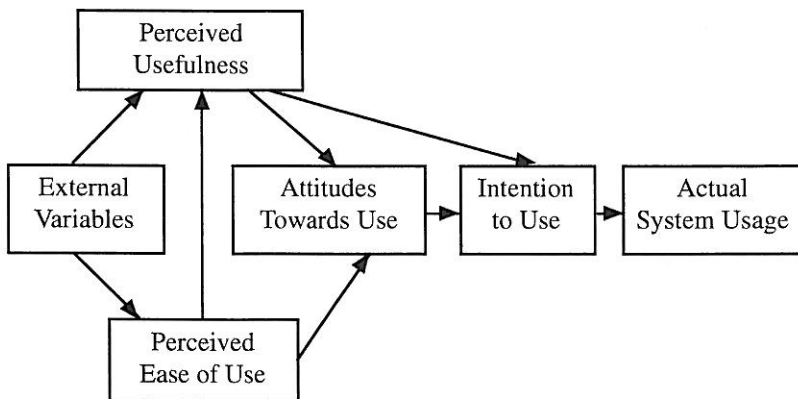 Perceived
Usefulness
External
Variables
Attitudes
Towards Use
Intention
to Use
Actual
System Usage
Perceived
Ease of Use